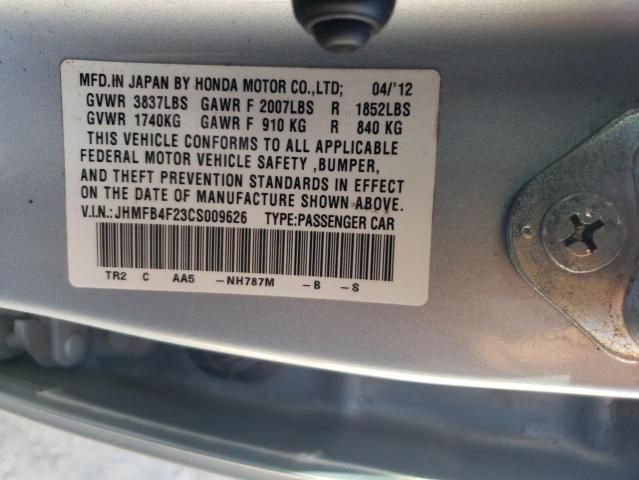 MFD.IN JAPAN BY HONDA MOTOR CO.,LTD; 04/'12
GVWR 3837LBS GAWR F 2007LBS R 1852LBS
GVWR 1740KG GAWR F 910 KG R 840 KG
THIS VEHICLE CONFORMS TO ALL APPLICABLE
FEDERAL MOTOR VEHICLE SAFETY ,BUMPER,
AND THEFT PREVENTION STANDARDS IN EFFECT
ON THE DATE OF MANUFACTURE SHOWN ABOVE.
V.I.N.:JHMFB4F23CS009626 TYPE:PASSENGER CAR
TR2 C AA5 -NH787M -B -S